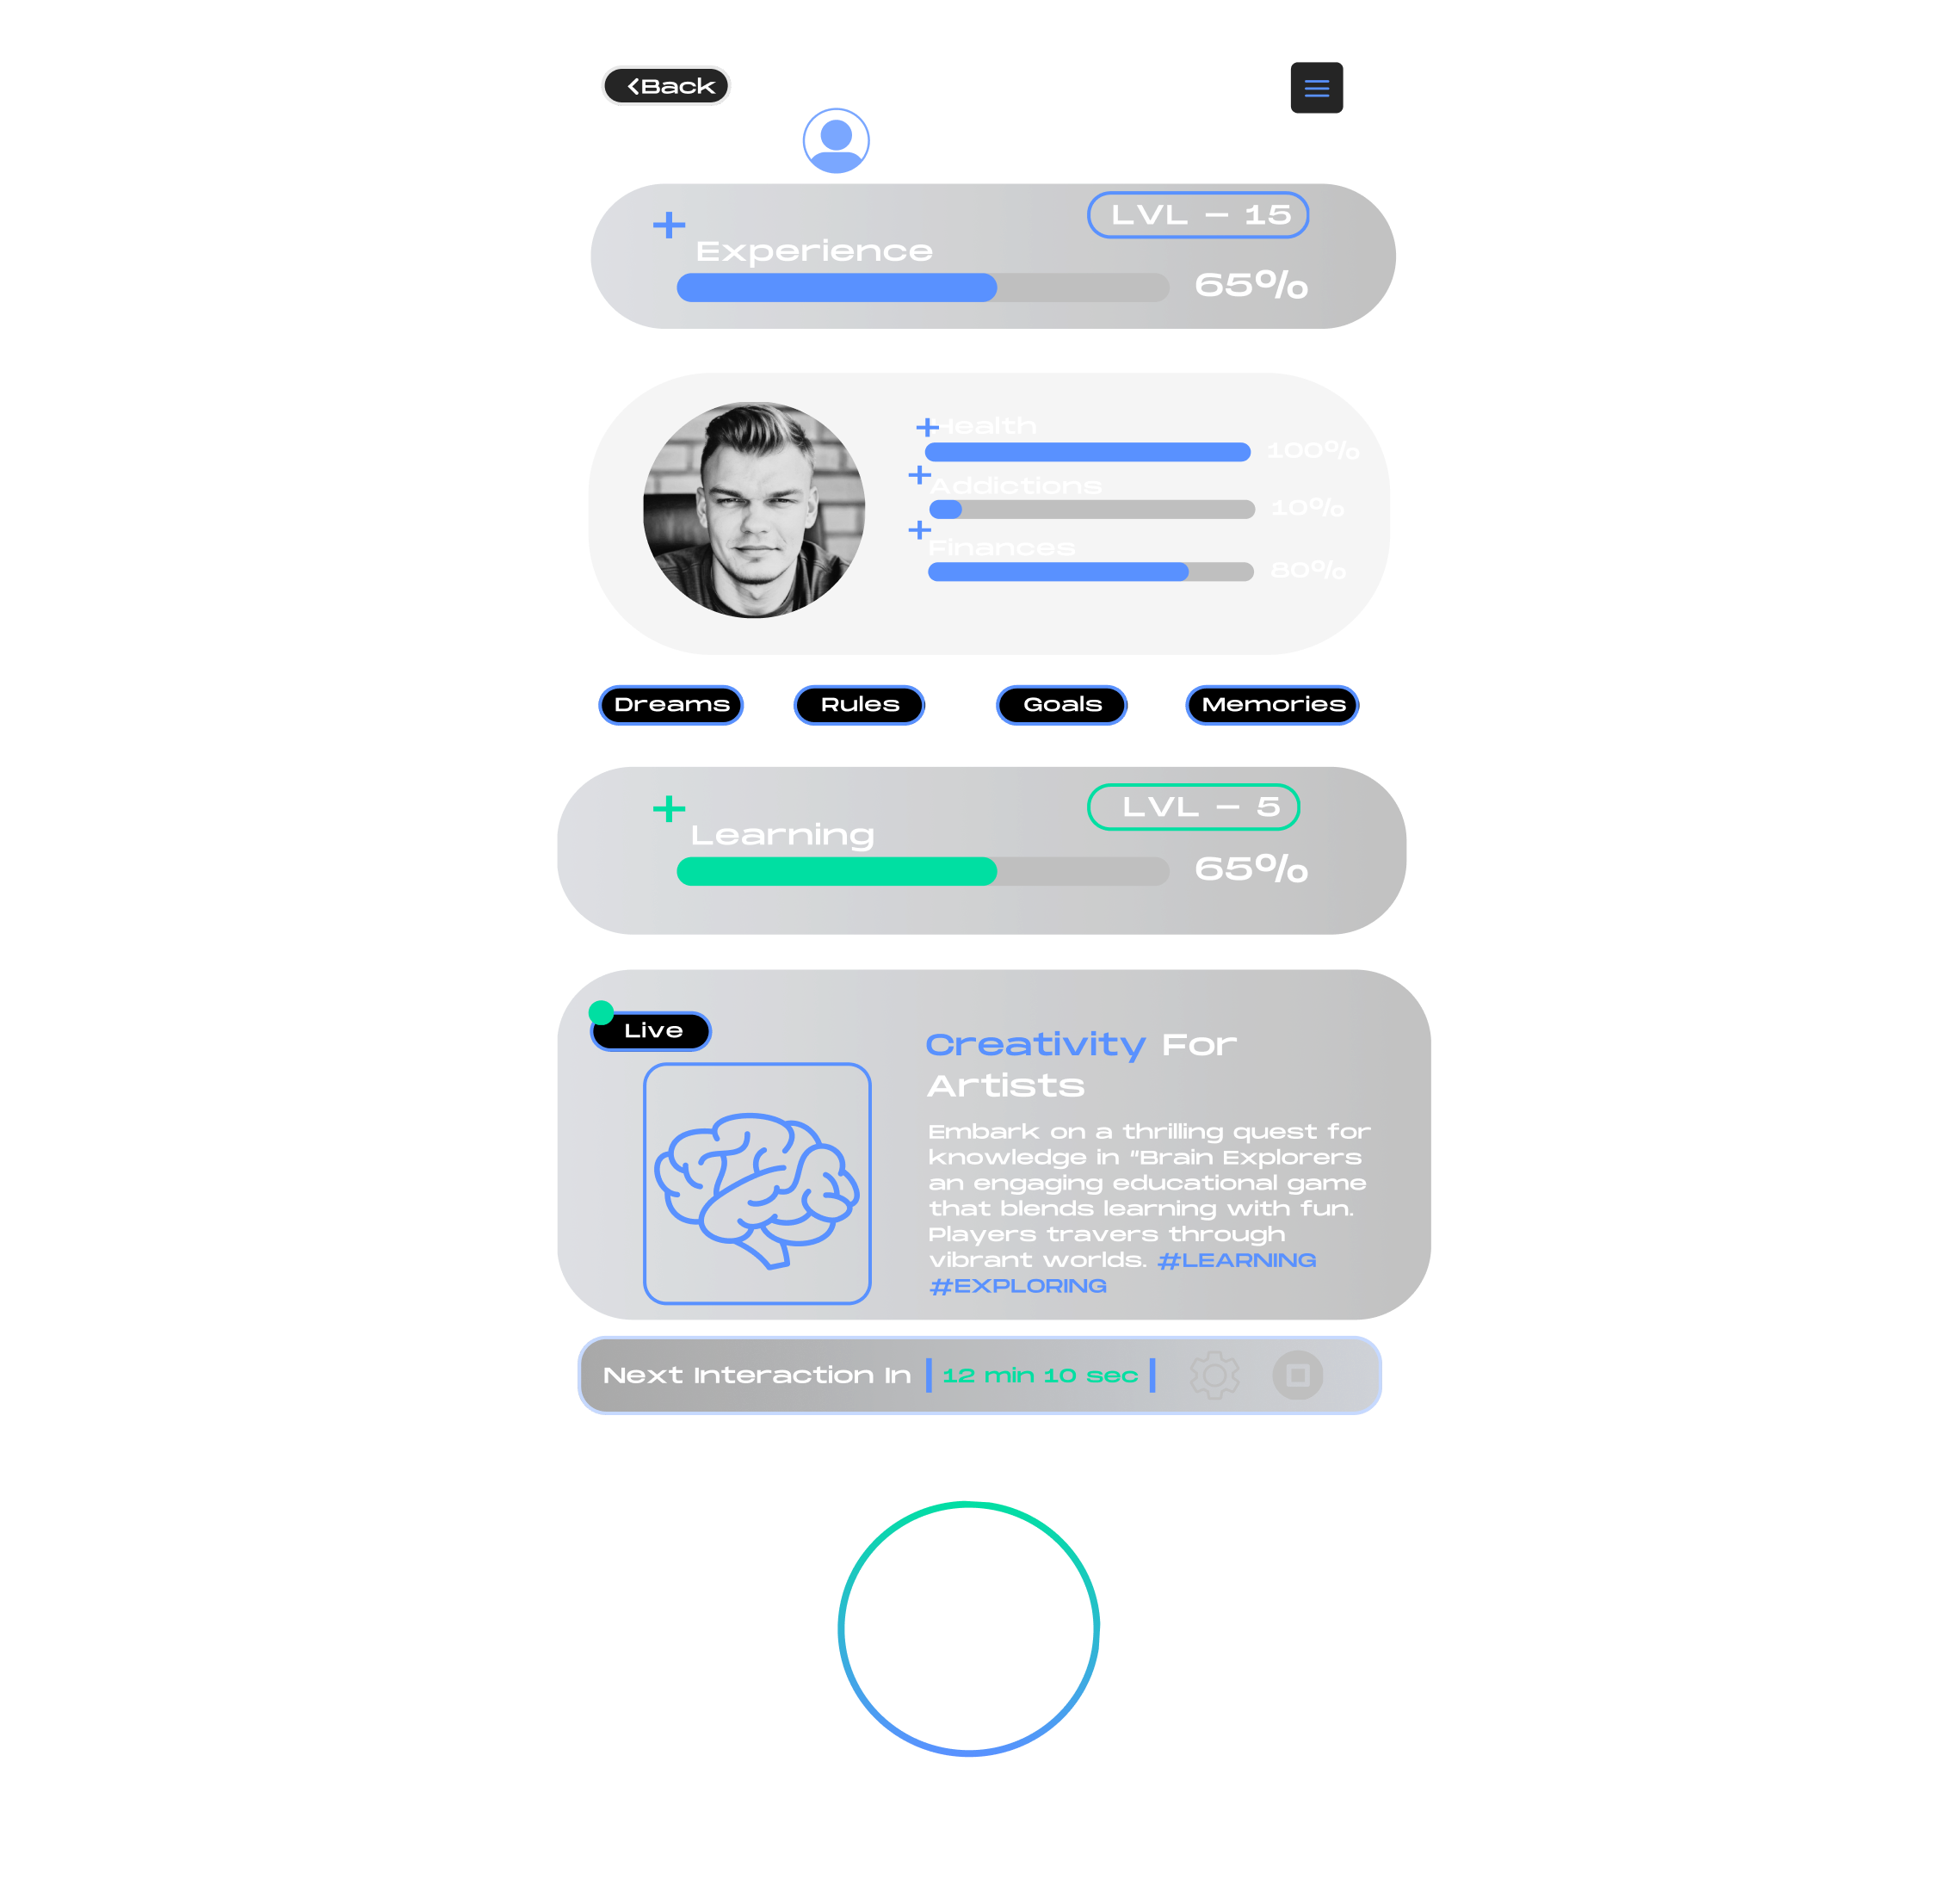 Back
LVL – 15
Experience
65%
Health
100%
Addictions
10%
Finances
80%
Dreams
Rules
Goals
Memories
LVL – 5
Learning
65%
Live
Creativity For
Artists
Embark on a thrilling quest for
knowledge in “Brain Explorers
an engaging educational game
that blends learning with fun.
Players travers through
vibrant worlds. #LEARNING
#EXPLORING
Next Interaction In
12 min 10 sec